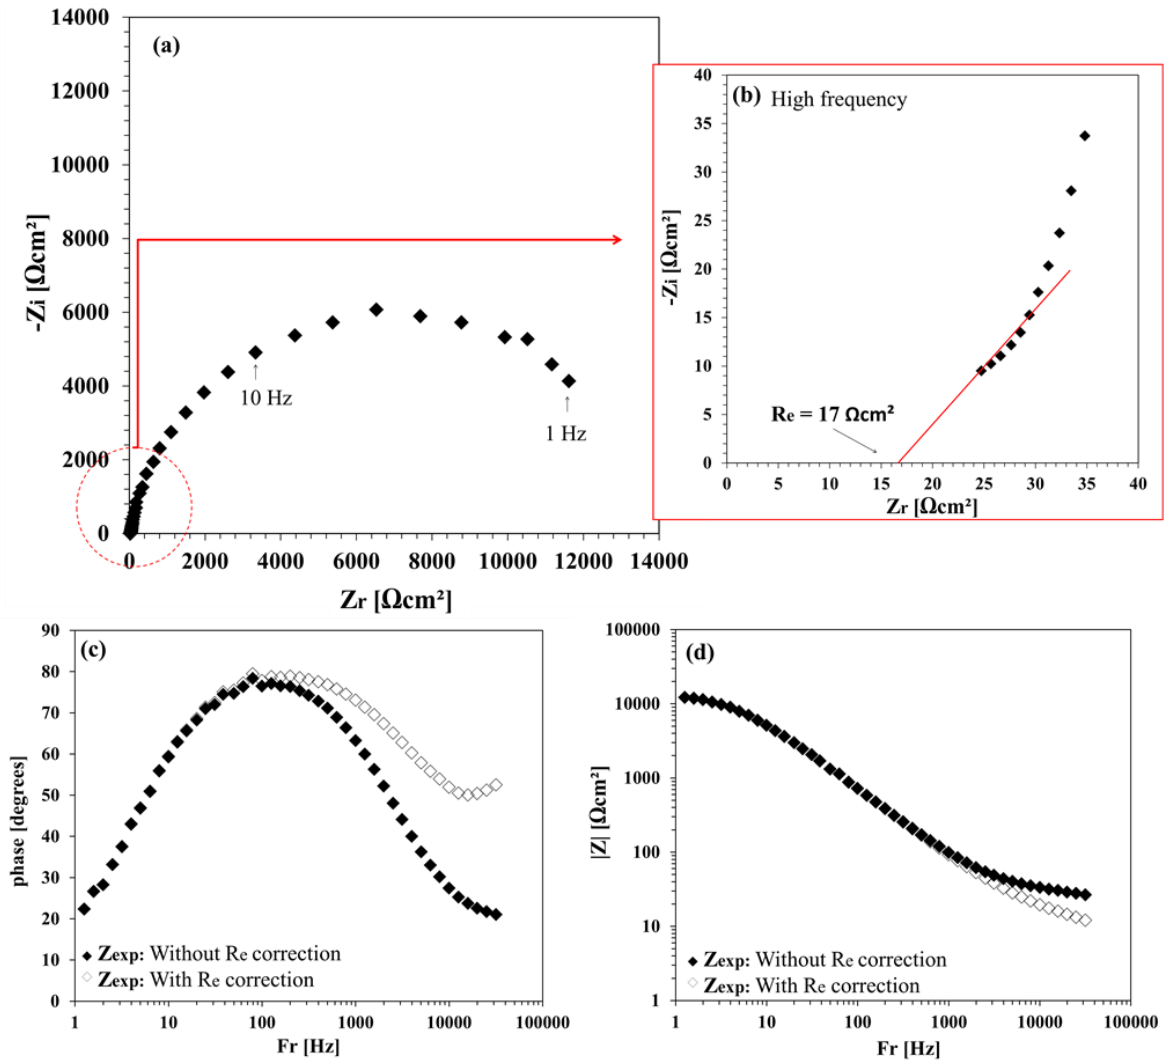 (a)
14000
12000
10000
8000
6000
4000
2000
0
-Zi [Ωcm²]
10 Hz
1 Hz
0 2000 4000 6000 8000 10000 12000 14000
Zr [Ωcm²]
(b) High frequency
40
35
30
25
20
15
10
5
0
-Zi [Ωcm²]
Re = 17 Ωcm²
0 5 10 15 20 25 30 35 40
Zr [Ωcm²]
(c)
90
80
70
60
50
40
30
20
10
0
phase [degrees]
Zexp: Without Re correction
Zexp: With Re correction
1 10 100 1000 10000 100000
Fr [Hz]
(d)
100000
10000
1000
100
10
1
|Z| [Ωcm²]
Zexp: Without Re correction
Zexp: With Re correction
1 10 100 1000 10000 100000
Fr [Hz]